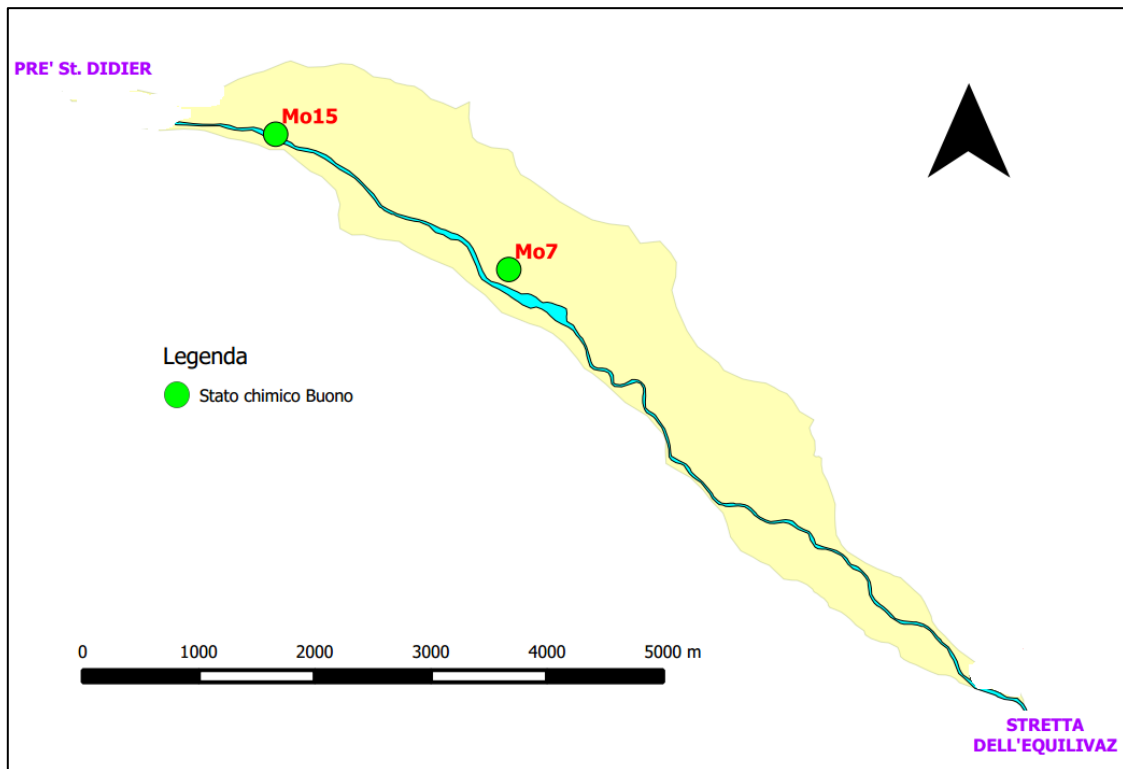 PRE' St. DIDIER
Mo15
Mo7
Legenda
Stato chimico Buono
0 1000 2000 3000 4000 5000 m
STRETTA
DELL'EQUILIVAZ